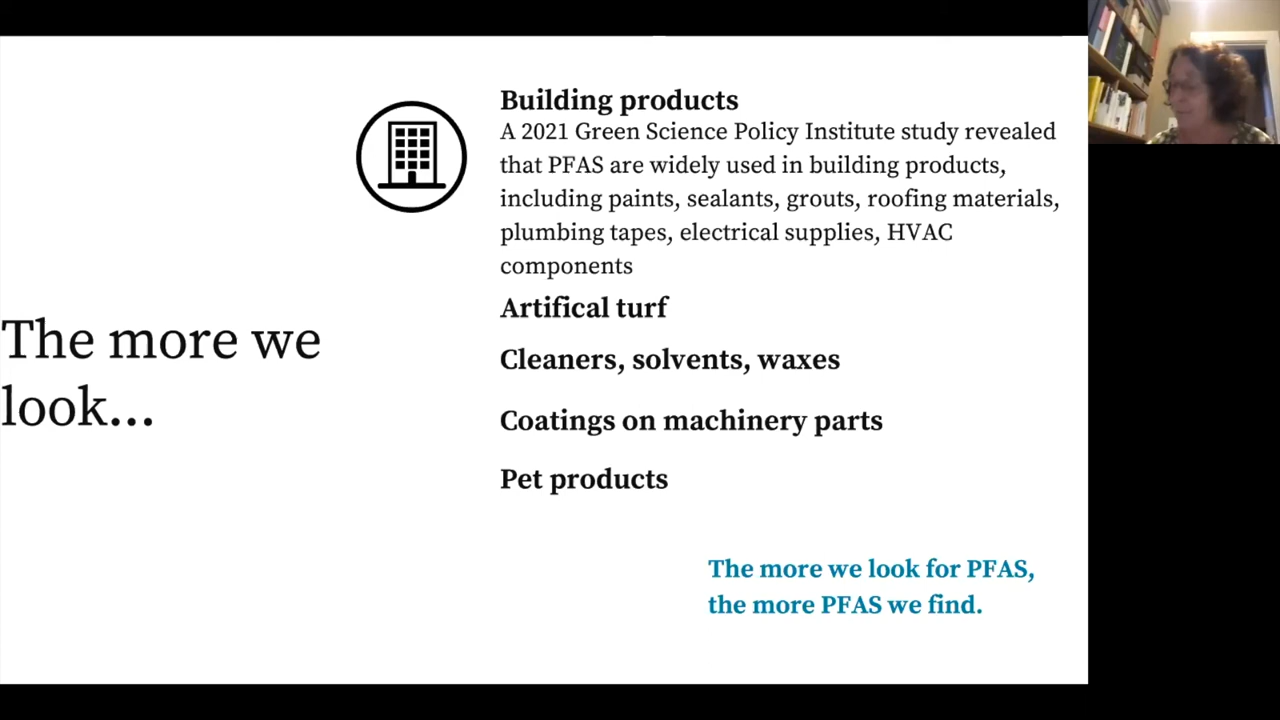 The more we
look...
Building products
A 2021 Green Science Policy Institute study revealed
that PFAS are widely used in building products,
including paints, sealants, grouts, roofing materials,
plumbing tapes, electrical supplies, HVAC
components
Artifical turf
Cleaners, solvents, waxes
Coatings on machinery parts
Pet products
The more we look for PFAS,
the more PFAS we find.